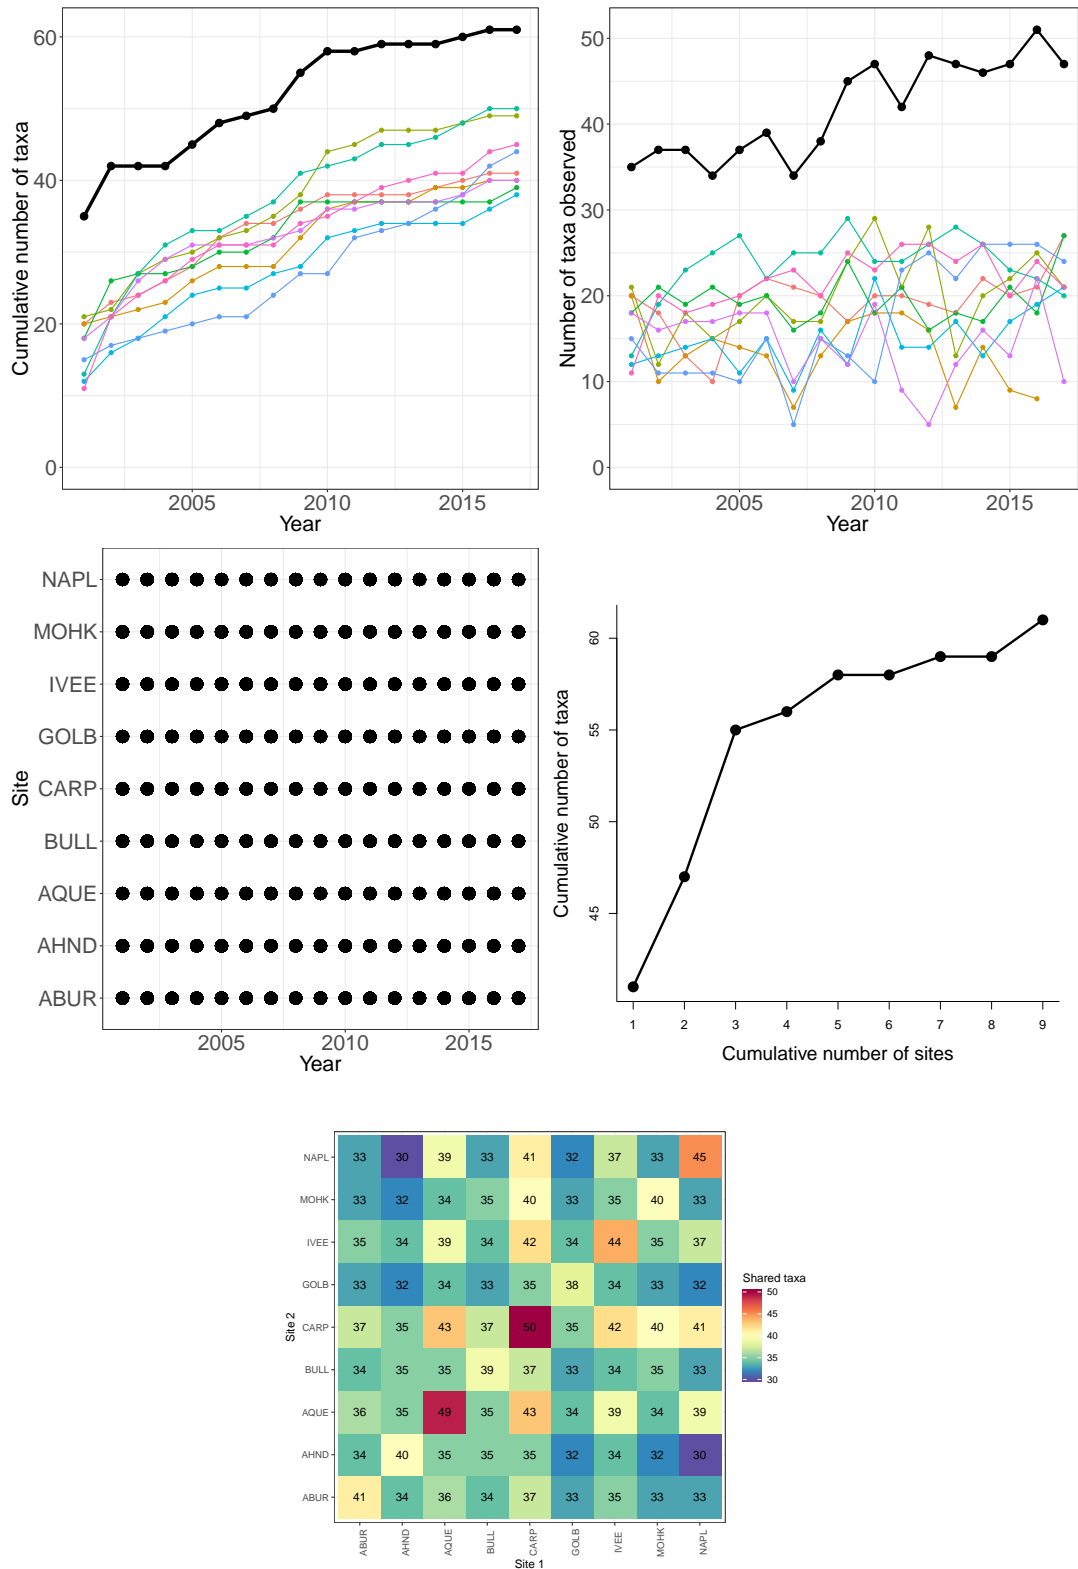 60
40
20
0
Cumulative number of taxa
2005 2010 2015
Year
50
40
30
20
10
0
Number of taxa observed
2005 2010 2015
Year
NAPL
MOHK
IVEE
GOLB
CARP
BULL
AQUE
AHND
ABUR
Site
2005 2010 2015
Year
60
55
50
45
Cumulative number of taxa
1 2 3 4 5 6 7 8 9
Cumulative number of sites
NAPL 33 30 39 33 41 32 37 33 45
MOHK 33 32 34 35 40 33 35 40 33
IVEE 35 34 39 34 42 34 44 35 37
GOLB 33 32 34 33 35 38 34 33 32
CARP 37 35 43 37 50 35 42 40 41
BULL 34 35 35 39 37 33 34 35 33
AQUE 36 35 49 35 43 34 39 34 39
AHND 34 40 35 35 35 32 34 32 30
ABUR 41 34 36 34 37 33 35 33 33
Site 2
ABUR AHND AQUE BULL CARP GOLB IVEE MOHK NAPL
Site 1
Shared taxa
50
45
40
35
30